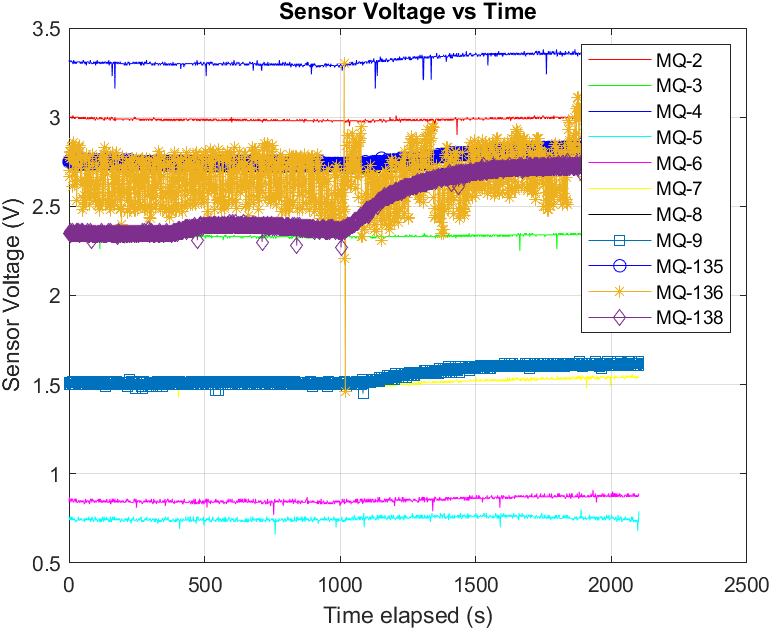 Sensor Voltage vs Time
3.5
3
2.5
2
1.5
1
0.5
Sensor Voltage (V)
0
500
1000
1500
2000
2500
Time elapsed (s)
MQ-2
MQ-3
MQ-4
MQ-5
MQ-6
MQ-7
MQ-8
MQ-9
MQ-135
MQ-136
MQ-138